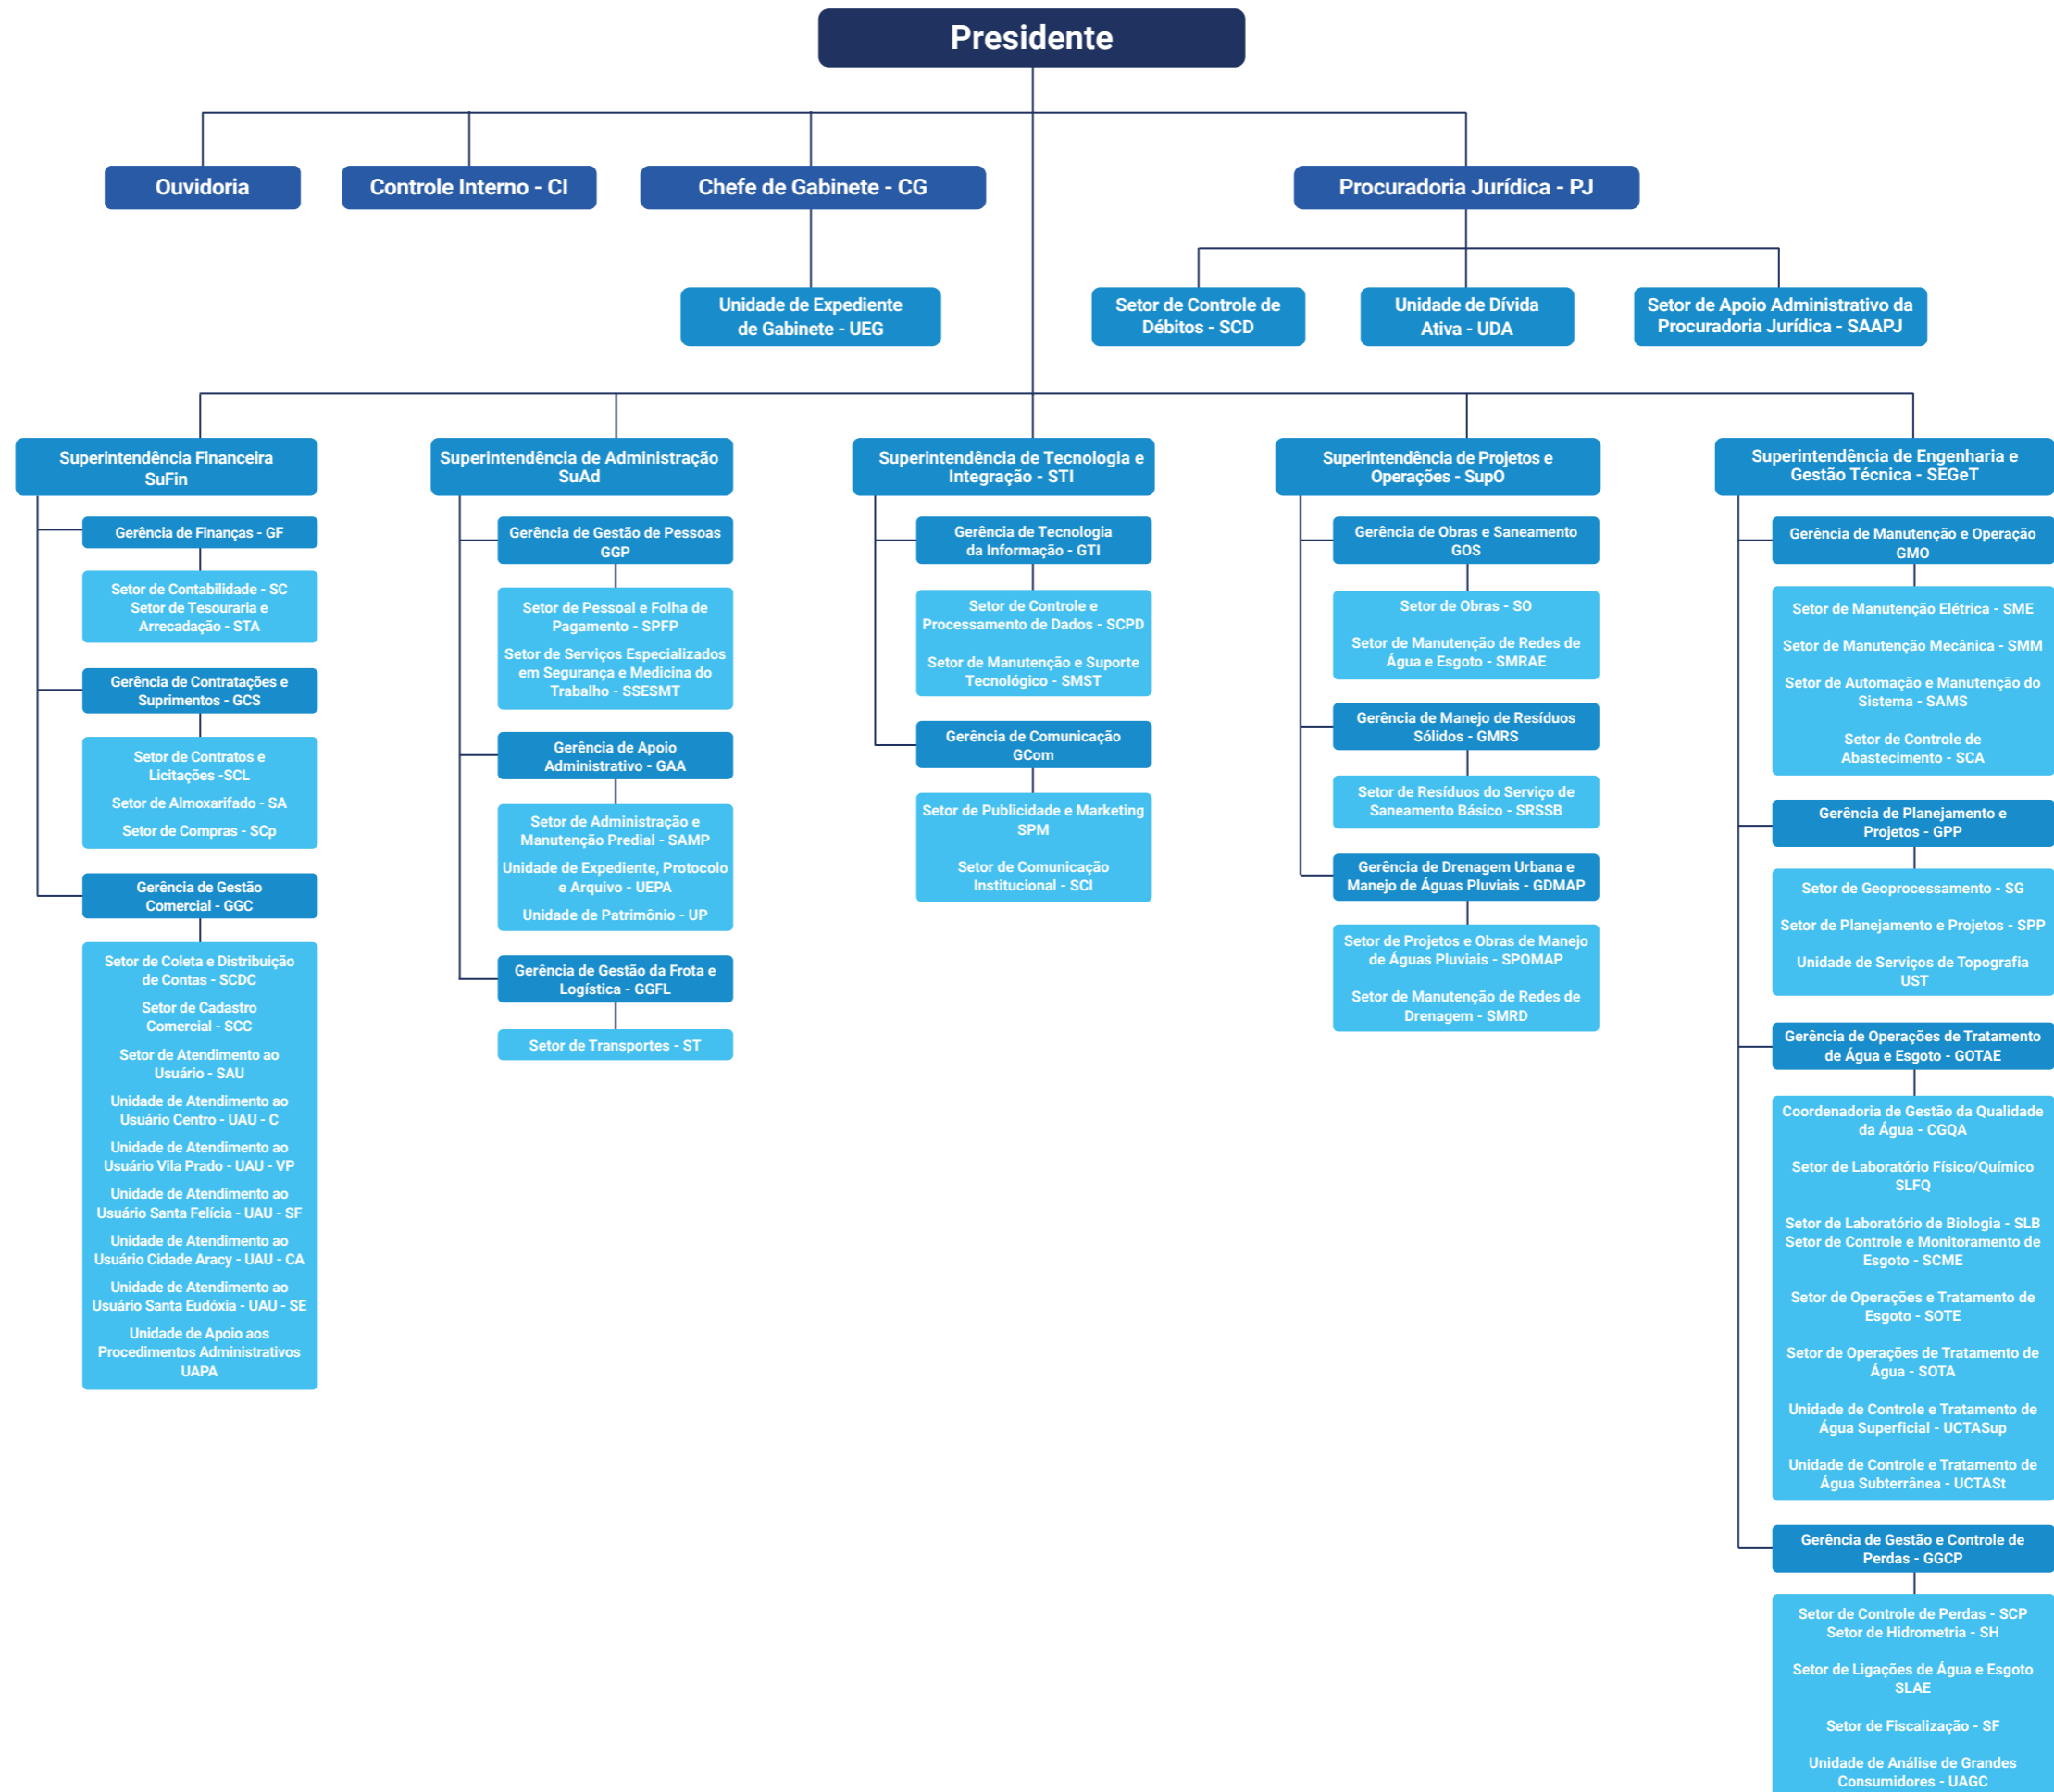 Presidente
Ouvidoria
Controle Interno - CI
Chefe de Gabinete - CG
Procuradoria Jurídica - PJ
Unidade de Expediente
de Gabinete - UEG
Setor de Controle de
Débitos - SCD
Unidade de Dívida
Ativa - UDA
Setor de Apoio Administrativo da
Procuradoria Jurídica - SAAPJ
Superintendência Financeira
SuFin
Gerência de Finanças - GF
Setor de Contabilidade - SC
Setor de Tesouraria e
Arrecadação - STA
Gerência de Contratações e
Suprimentos - GCS
Setor de Contratos e
Licitações -SCL
Setor de Almoxarifado - SA
Setor de Compras - SCp
Gerência de Gestão
Comercial - GGC
Setor de Coleta e Distribuição
de Contas - SCDC
Setor de Cadastro
Comercial - SCC
Setor de Atendimento ao
Usuário - SAU
Unidade de Atendimento ao
Usuário Centro - UAU - C
Unidade de Atendimento ao
Usuário Vila Prado - UAU - VP
Unidade de Atendimento ao
Usuário Santa Felícia - UAU - SF
Unidade de Atendimento ao
Usuário Cidade Aracy - UAU - CA
Unidade de Atendimento ao
Usuário Santa Eudóxia - UAU - SE
Unidade de Apoio aos
Procedimentos Administrativos
UAPA
Superintendência de Administração
SuAd
Gerência de Gestão de Pessoas
GGP
Setor de Pessoal e Folha de
Pagamento - SPFP
Setor de Serviços Especializados
em Segurança e Medicina do
Trabalho - SSESMT
Gerência de Apoio
Administrativo - GAA
Setor de Administração e
Manutenção Predial - SAMP
Unidade de Expediente, Protocolo
e Arquivo - UEPA
Unidade de Patrimônio - UP
Gerência de Gestão da Frota e
Logística - GGFL
Setor de Transportes - ST
Superintendência de Tecnologia e
Integração - STI
Gerência de Tecnologia
da Informação - GTI
Setor de Controle e
Processamento de Dados - SCPD
Setor de Manutenção e Suporte
Tecnológico - SMST
Gerência de Comunicação
GCom
Setor de Publicidade e Marketing
SPM
Setor de Comunicação
Institucional - SCI
Superintendência de Projetos e
Operações - SupO
Gerência de Obras e Saneamento
GOS
Setor de Obras - SO
Setor de Manutenção de Redes de
Água e Esgoto - SMRAE
Gerência de Manejo de Resíduos
Sólidos - GMRS
Setor de Resíduos do Serviço de
Saneamento Básico - SRSSB
Gerência de Drenagem Urbana e
Manejo de Águas Pluviais - GDMAP
Setor de Projetos e Obras de Manejo
de Águas Pluviais - SPOMAP
Setor de Manutenção de Redes de
Drenagem - SMRD
Superintendência de Engenharia e
Gestão Técnica - SEGeT
Gerência de Manutenção e Operação
GMO
Setor de Manutenção Elétrica - SME
Setor de Manutenção Mecânica - SMM
Setor de Automação e Manutenção do
Sistema - SAMS
Setor de Controle de
Abastecimento - SCA
Gerência de Planejamento e
Projetos - GPP
Setor de Geoprocessamento - SG
Setor de Planejamento e Projetos - SPP
Unidade de Serviços de Topografia
UST
Gerência de Operações de Tratamento
de Água e Esgoto - GOTAE
Coordenadoria de Gestão da Qualidade
da Água - CGQA
Setor de Laboratório Físico/Químico
SLFQ
Setor de Laboratório de Biologia - SLB
Setor de Controle e Monitoramento de
Esgoto - SCME
Setor de Operações e Tratamento de
Esgoto - SOTE
Setor de Operações de Tratamento de
Água - SOTA
Unidade de Controle e Tratamento de
Água Superficial - UCTASup
Unidade de Controle e Tratamento de
Água Subterrânea - UCTASt
Gerência de Gestão e Controle de
Perdas - GGCP
Setor de Controle de Perdas - SCP
Setor de Hidrometria - SH
Setor de Ligações de Água e Esgoto
SLAE
Setor de Fiscalização - SF
Unidade de Análise de Grandes
Consumidores - UAGC